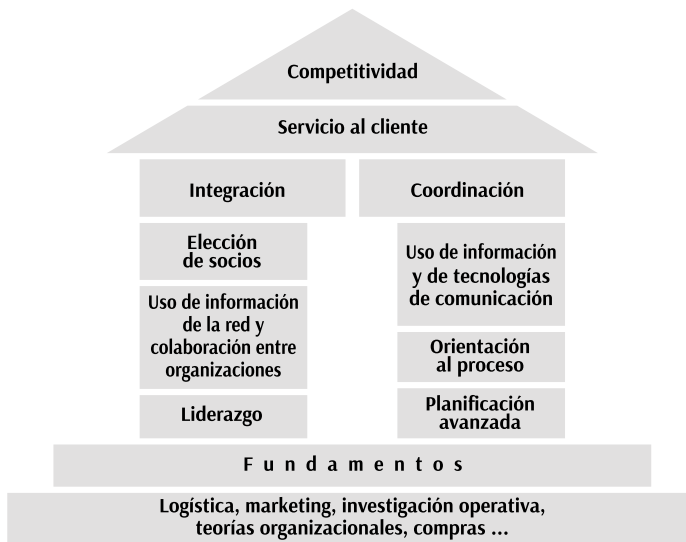 Competitividad
Servicio al cliente
Integración
Coordinación
Elección
de socios
Uso de información
de la red y
colaboración entre
organizaciones
Liderazgo
Uso de información
y de tecnologías
de comunicación
Orientación
al proceso
Planificación
avanzada
Fundamentos
Logística, marketing, investigación operativa,
teorías organizacionales, compras ...